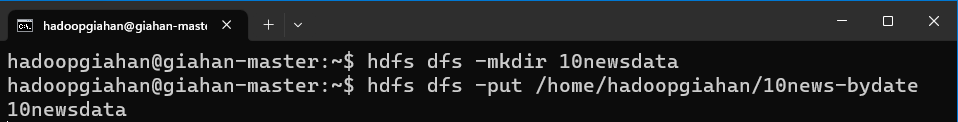 hadoopgiahan@giahan-maste
hadoopgiahan@giahan-master:~$ hdfs dfs -mkdir 10newsdata
hadoopgiahan@giahan-master:~$ hdfs dfs -put /home/hadoopgiahan/10news-bydate
10newsdata